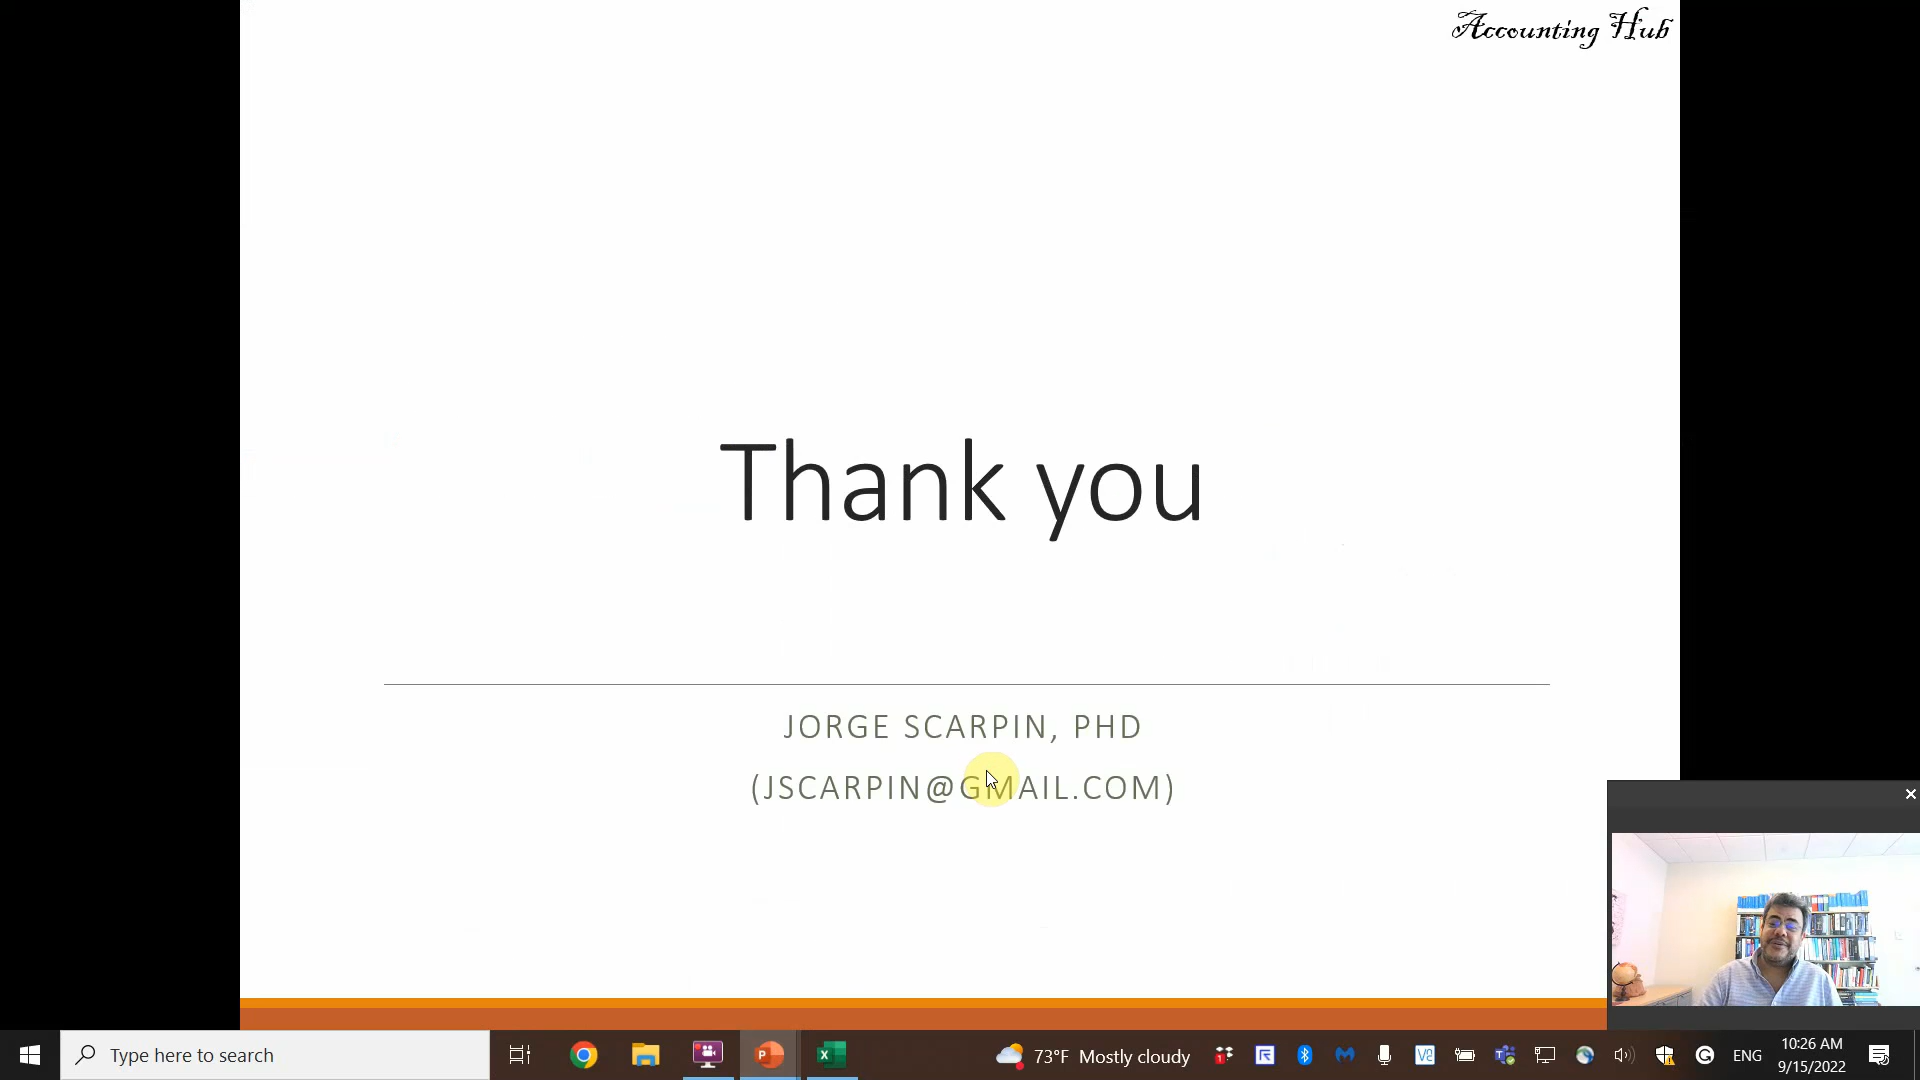 Accounting Hub
Thank you
JORGE SCARPIN, PHD
(JSCARPIN@GMAIL.COM)
Type here to search
73°F Mostly cloudy
ENG
10:26 AM
9/15/2022